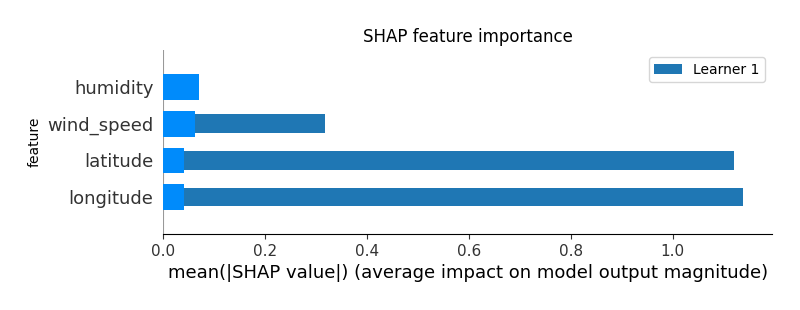 SHAP feature importance
Learner 1
feature
humidity
wind_speed
latitude
longitude
0.0 0.2 0.4 0.6 0.8 1.0
mean(|SHAP value|) (average impact on model output magnitude)